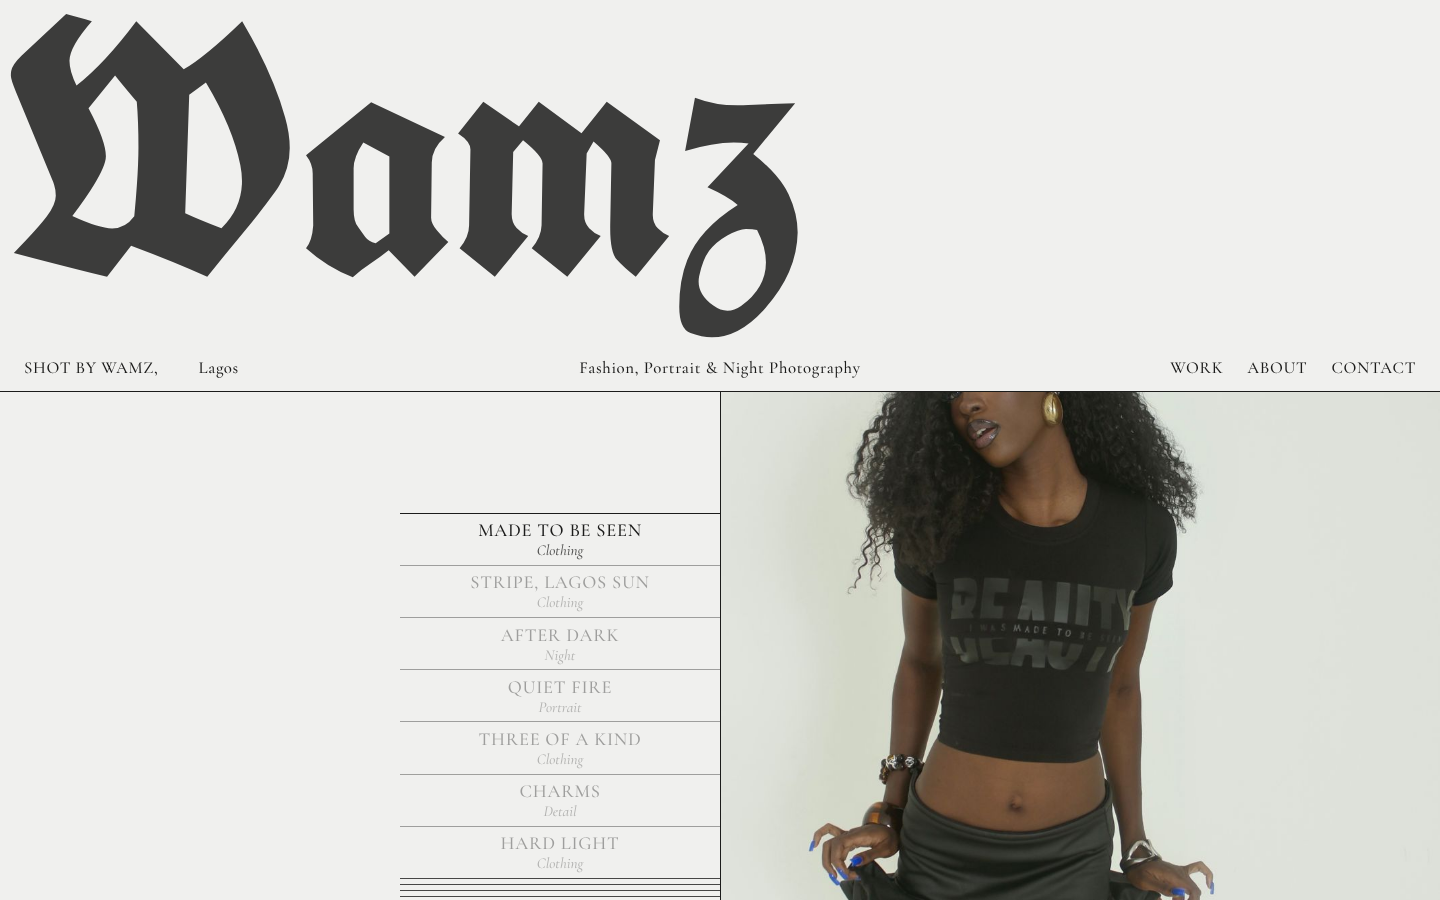 Wamz
SHOT BY WAMZ, Lagos
Fashion, Portrait & Night Photography
WORK ABOUT CONTACT
MADE TO BE SEEN
Clothing
STRIPE, LAGOS SUN
Clothing
AFTER DARK
Night
QUIET FIRE
Portrait
THREE OF A KIND
Clothing
CHARMS
Detail
HARD LIGHT
Clothing
BEAUTY
I WAS MADE TO BE SEEN
BEAUTY